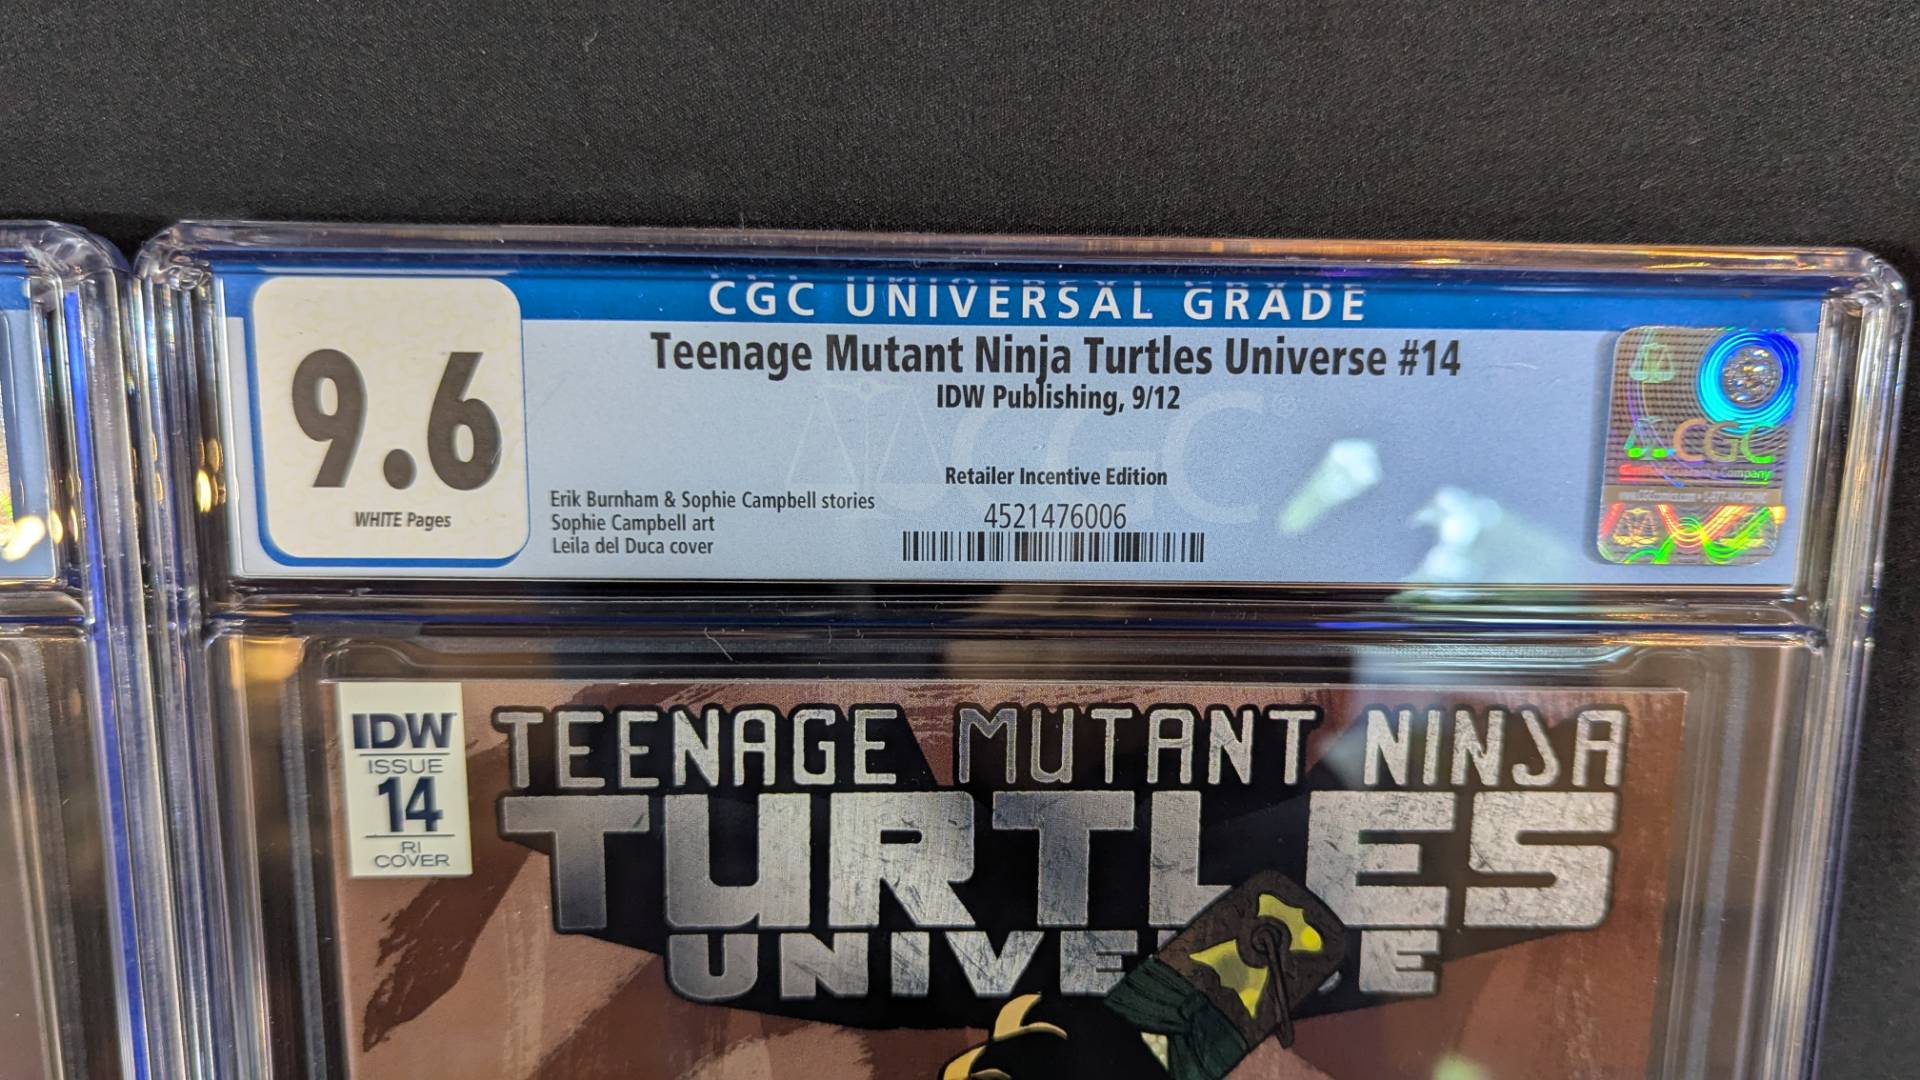 CGC UNIVERSAL GRADE
9.6
WHITE Pages
Teenage Mutant Ninja Turtles Universe #14
IDW Publishing, 9/12
Retailer Incentive Edition
Erik Burnham & Sophie Campbell stories
Sophie Campbell art
Leila del Duca cover
4521476006
CGC
IDW
ISSUE
14
RI
COVER
TEENAGE MUTANT NINJA
TURTLES